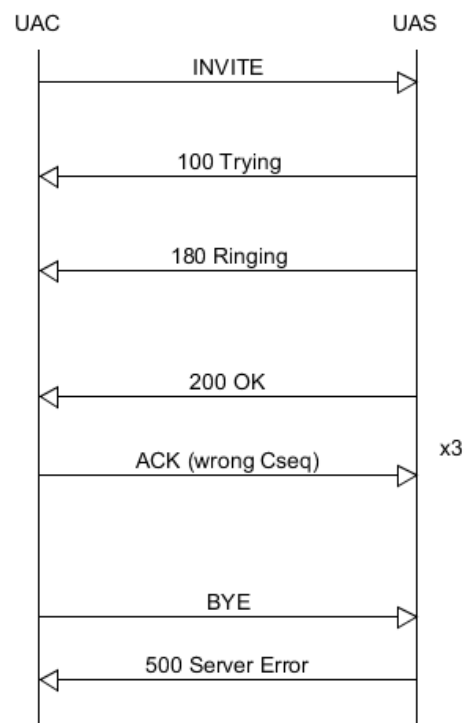 UAC UAS
INVITE
100 Trying
180 Ringing
200 OK
x3
ACK (wrong Cseq)
BYE
500 Server Error